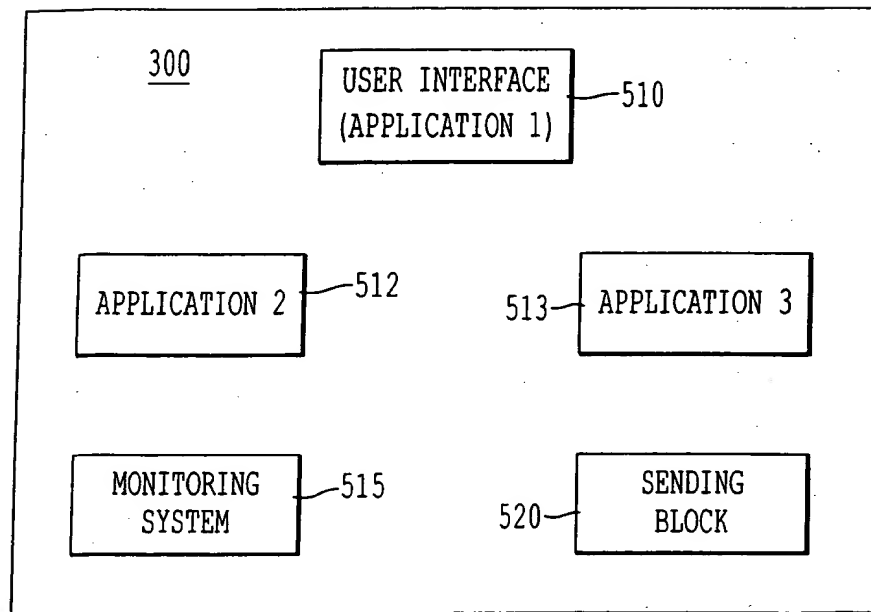 300
USER INTERFACE
(APPLICATION 1)
510
APPLICATION 2
512
513
APPLICATION 3
MONITORING
SYSTEM
515
520
SENDING
BLOCK